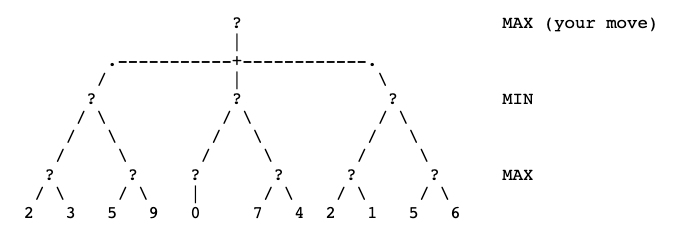 ? MAX (your move)
|
.------------+-------------.
/ | \
? ? ? MIN
/ \ / \ / \
/ \ / \ / \
/ \ / \ / \
? ? ? ? ? ? MAX
/ \ / \ | / \ / \ / \
2 3 5 9 0 7 4 2 1 5 6